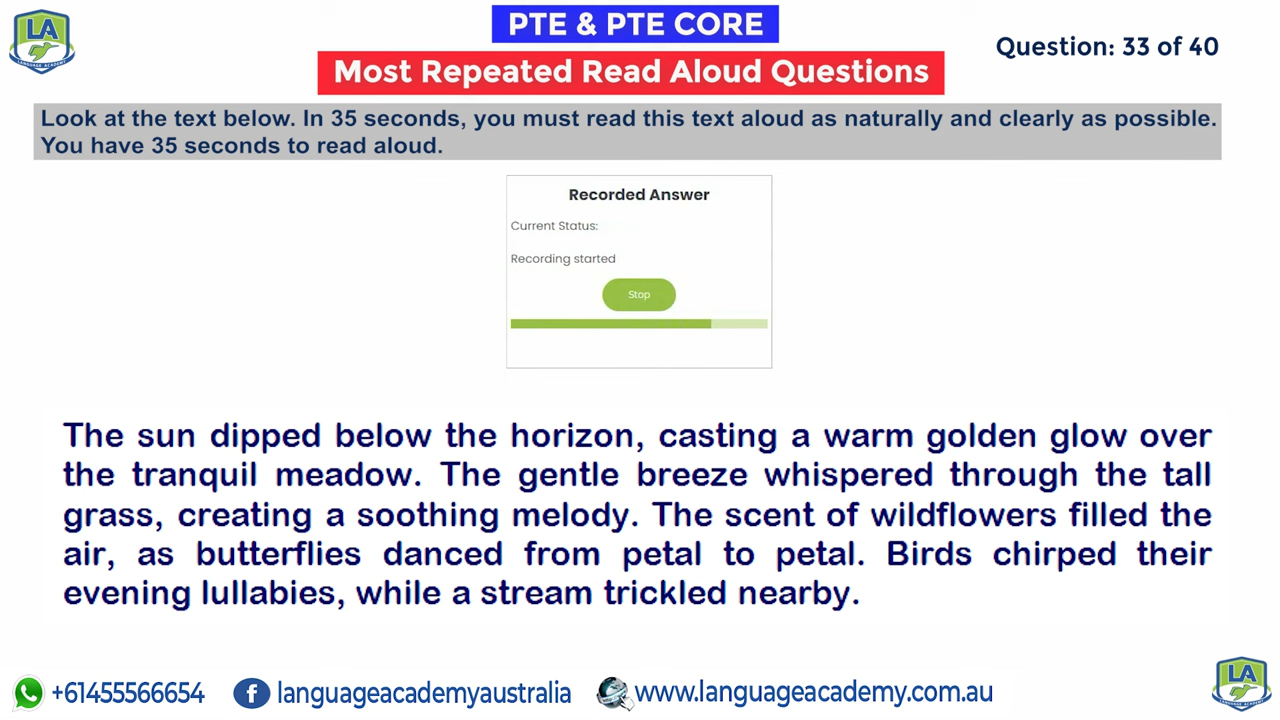 LA
LANGUAGE ACADEMY
PTE & PTE CORE
Question: 33 of 40
Most Repeated Read Aloud Questions
Look at the text below. In 35 seconds, you must read this text aloud as naturally and clearly as possible.
You have 35 seconds to read aloud.
Recorded Answer
Current Status:
Recording started
Stop
The sun dipped below the horizon, casting a warm golden glow over
the tranquil meadow. The gentle breeze whispered through the tall
grass, creating a soothing melody. The scent of wildflowers filled the
air, as butterflies danced from petal to petal. Birds chirped their
evening lullabies, while a stream trickled nearby.
+61455566654
languageacademyaustralia
www.languageacademy.com.au
LA